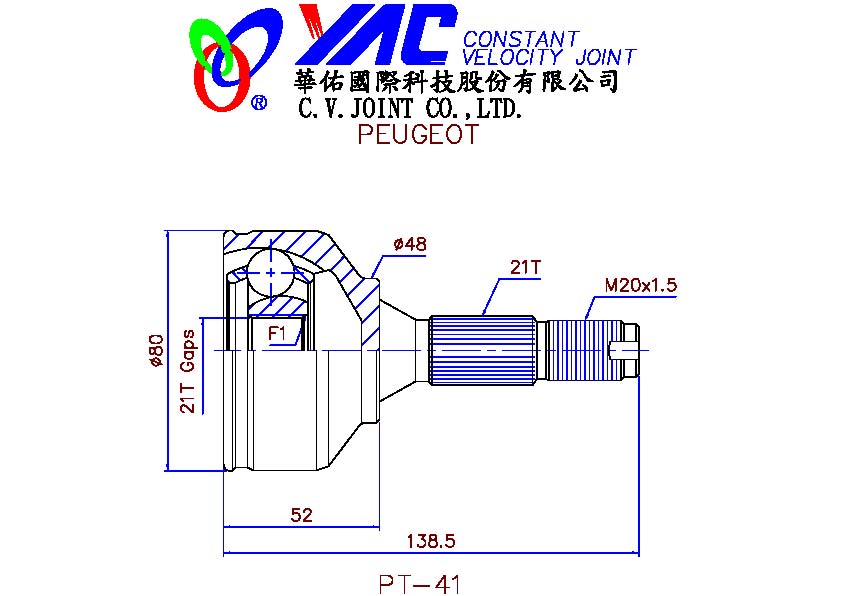 YAC CONSTANT
VELOCITY JOINT
®
華佑國際科技股份有限公司
C.V.JOINT CO.,LTD.
PEUGEOT
ø48
21T
M20x1.5
F1
ø80
21T Gaps
52
138.5
PT-41